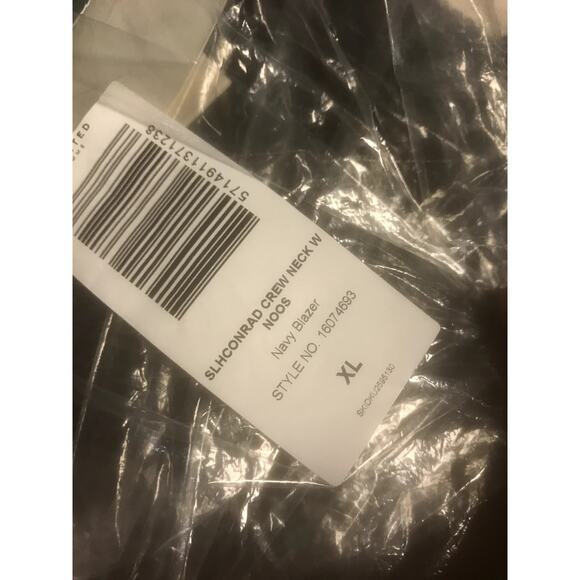 5714911371238
SLHCONRAD CREW NECK W
NOOS
Navy Blazer
STYLE NO. 16074693
XL